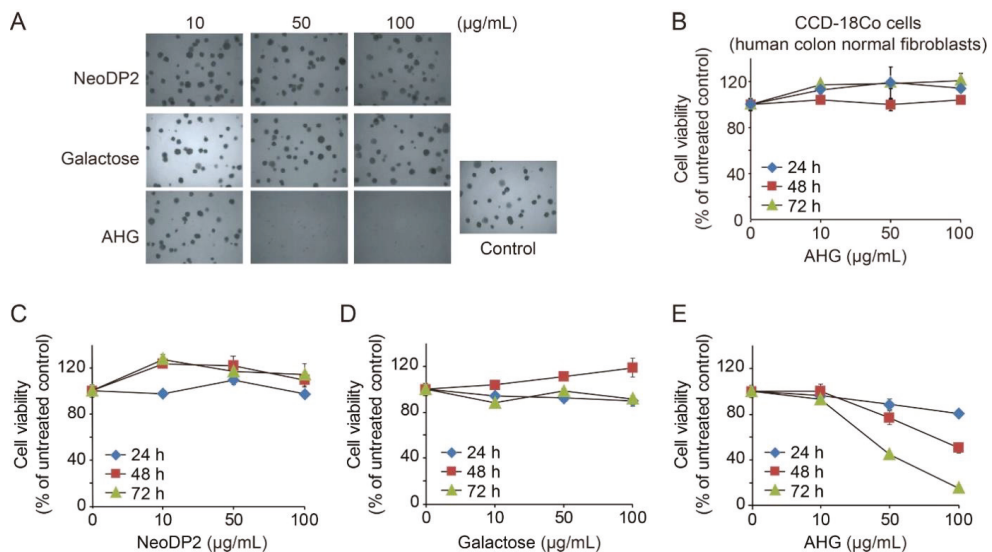 A
10 50 100 (µg/mL)
NeoDP2
Galactose
AHG
Control
B
CCD-18Co cells
(human colon normal fibroblasts)
Cell viability
(% of untreated control)
120
80
40
0
24 h
48 h
72 h
0 10 50 100
AHG (µg/mL)
C
Cell viability
(% of untreated control)
120
80
40
0
24 h
48 h
72 h
0 10 50 100
NeoDP2 (µg/mL)
D
Cell viability
(% of untreated control)
120
80
40
0
24 h
48 h
72 h
0 10 50 100
Galactose (µg/mL)
E
Cell viability
(% of untreated control)
120
80
40
0
24 h
48 h
72 h
0 10 50 100
AHG (µg/mL)